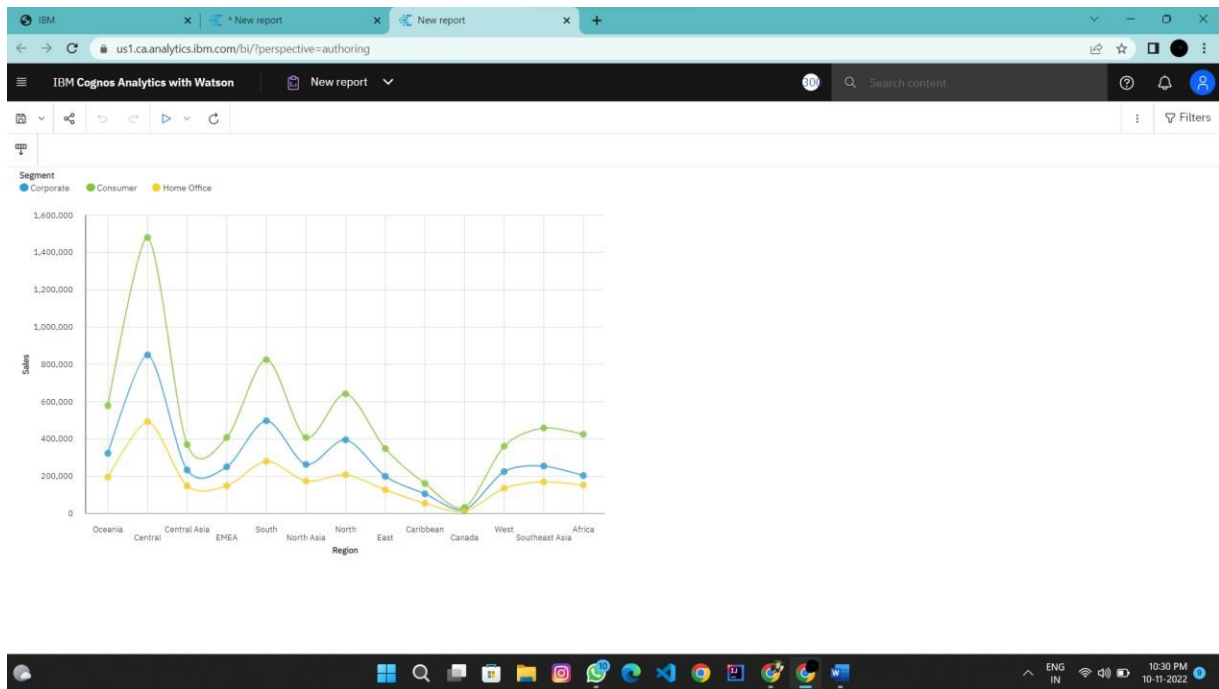 IBM
* New report
New report
us1.ca.analytics.ibm.com/bi/?perspective=authoring
IBM Cognos Analytics with Watson
New report
30
Search content
Filters
Segment
Corporate
Consumer
Home Office
1,600,000
1,400,000
1,200,000
1,000,000
800,000
600,000
400,000
200,000
0
Sales
Oceania
Central
Central Asia
EMEA
South
North Asia
North
East
Caribbean
Canada
West
Southeast Asia
Africa
Region
10
ENG
IN
10:30 PM
10-11-2022
9